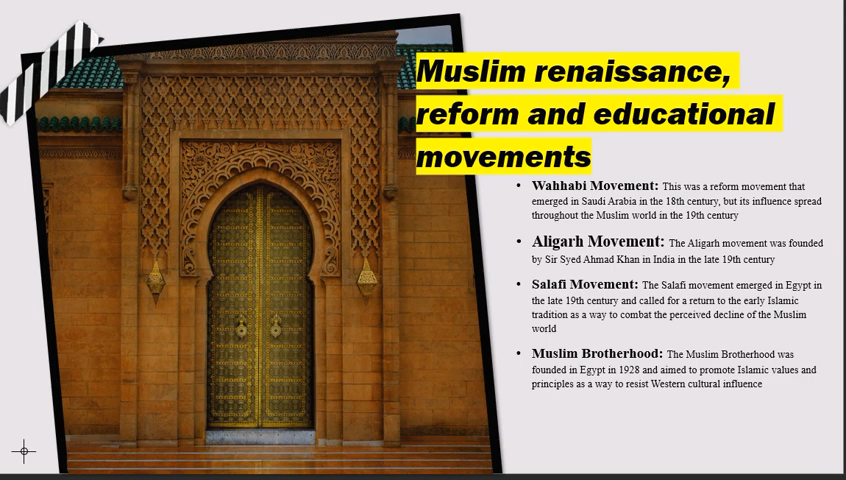 Muslim renaissance,
reform and educational
movements
• Wahhabi Movement: This was a reform movement that
emerged in Saudi Arabia in the 18th century, but its influence spread
throughout the Muslim world in the 19th century
• Aligarh Movement: The Aligarh movement was founded
by Sir Syed Ahmad Khan in India in the late 19th century
• Salafi Movement: The Salafi movement emerged in Egypt in
the late 19th century and called for a return to the early Islamic
tradition as a way to combat the perceived decline of the Muslim
world
• Muslim Brotherhood: The Muslim Brotherhood was
founded in Egypt in 1928 and aimed to promote Islamic values and
principles as a way to resist Western cultural influence